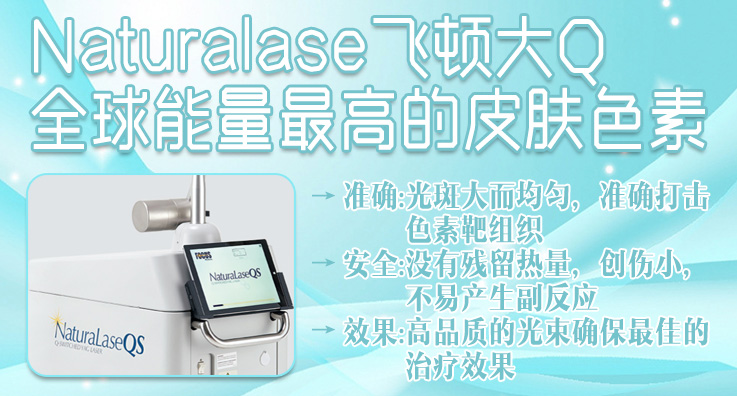 Naturalase飞顿大Q
全球能量最高的皮肤色素
FOCUS
NaturaLaseQS
NaturaLaseQS
Q-SWITCHED YAG LASER
→ 准确:光斑大而均匀，准确打击
色素靶组织
→ 安全:没有残留热量，创伤小，
不易产生副反应
→ 效果:高品质的光束确保最佳的
治疗效果